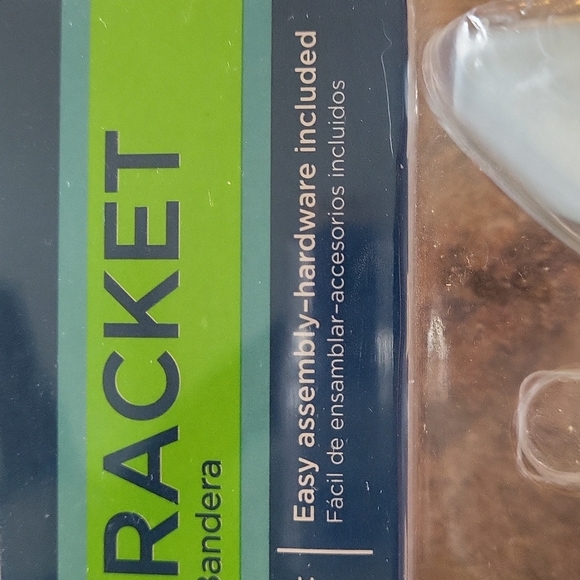 RACKET
Bandera
Easy assembly-hardware included
Fácil de ensamblar-accesorios incluidos